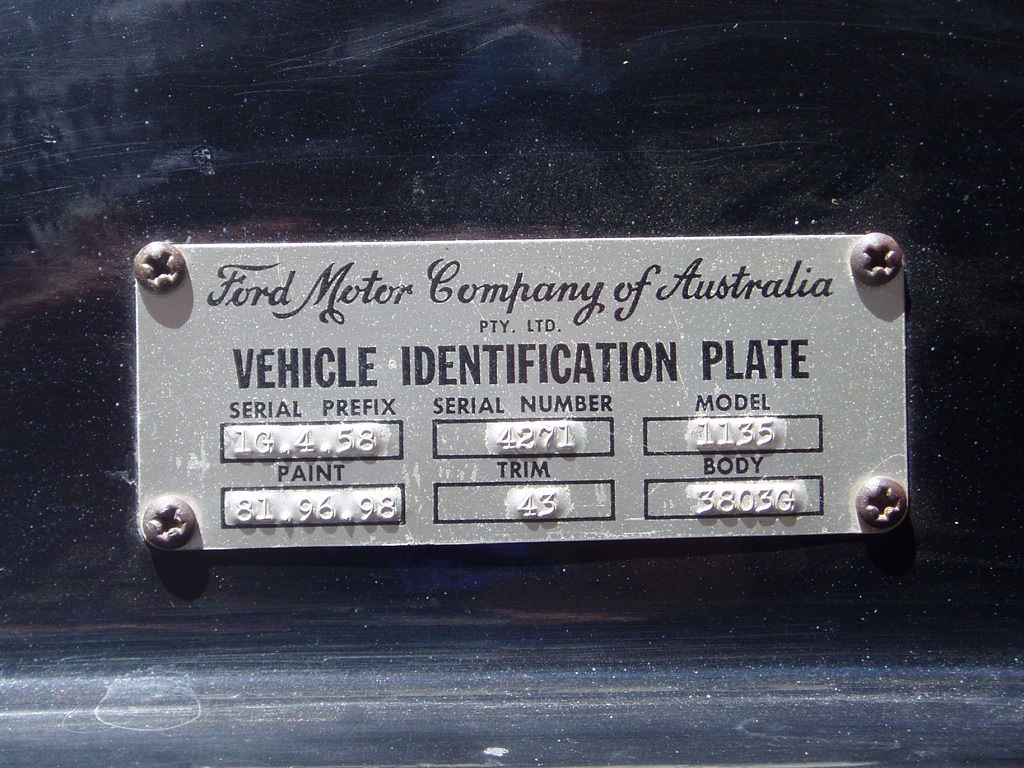 Ford Motor Company of Australia
PTY. LTD.
VEHICLE IDENTIFICATION PLATE
SERIAL PREFIX SERIAL NUMBER MODEL
1G.4.58 4271 1135
PAINT TRIM BODY
81.96.98 43 3803G